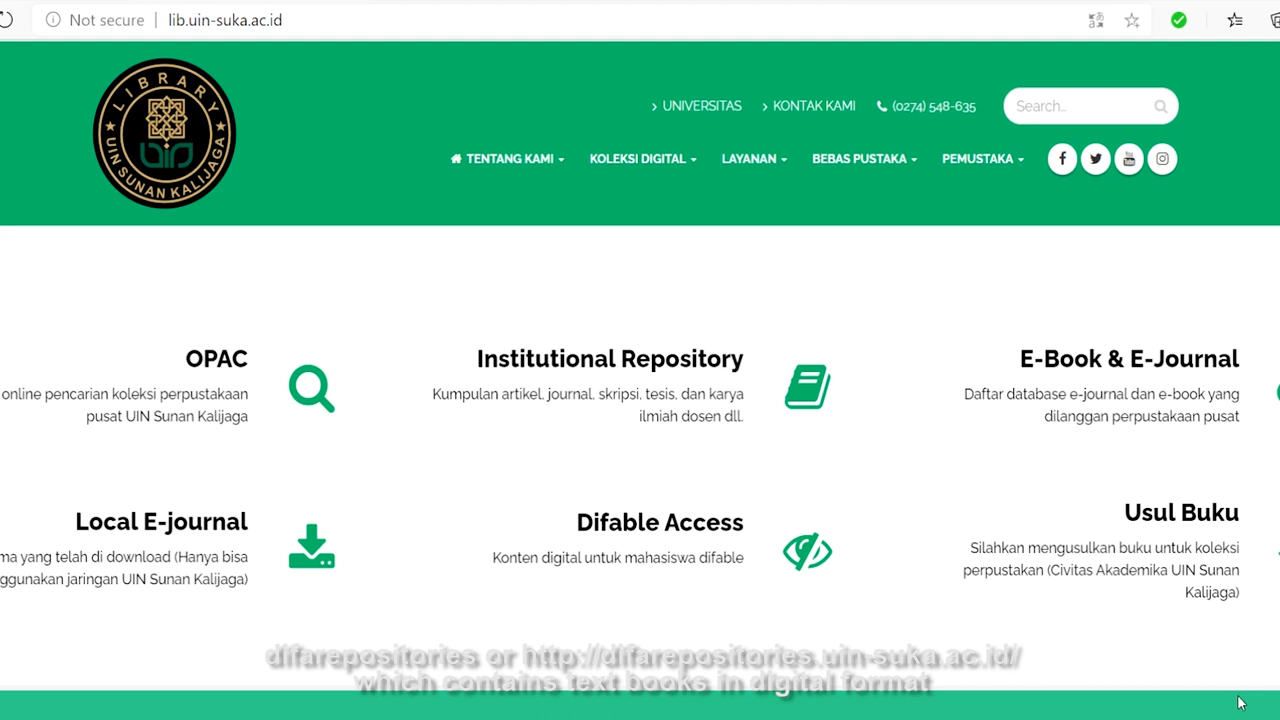 Not secure | lib.uin-suka.ac.id
LIBRARY
UIN SUNAN KALIJAGA
UNIVERSITAS
KONTAK KAMI
(0274) 548-635
Search..
TENTANG KAMI
KOLEKSI DIGITAL
LAYANAN
BEBAS PUSTAKA
PEMUSTAKA
OPAC
online pencarian koleksi perpustakaan
pusat UIN Sunan Kalijaga
Institutional Repository
Kumpulan artikel, journal, skripsi, tesis, dan karya
ilmiah dosen dll.
E-Book & E-Journal
Daftar database e-journal dan e-book yang
dilanggan perpustakaan pusat
Local E-journal
ma yang telah di download (Hanya bisa
ggunakan jaringan UIN Sunan Kalijaga)
Difable Access
Konten digital untuk mahasiswa difable
Usul Buku
Silahkan mengusulkan buku untuk koleksi
perpustakan (Civitas Akademika UIN Sunan
Kalijaga)
difarepositories or http://difarepositories.uin-suka.ac.id/
which contains text books in digital format